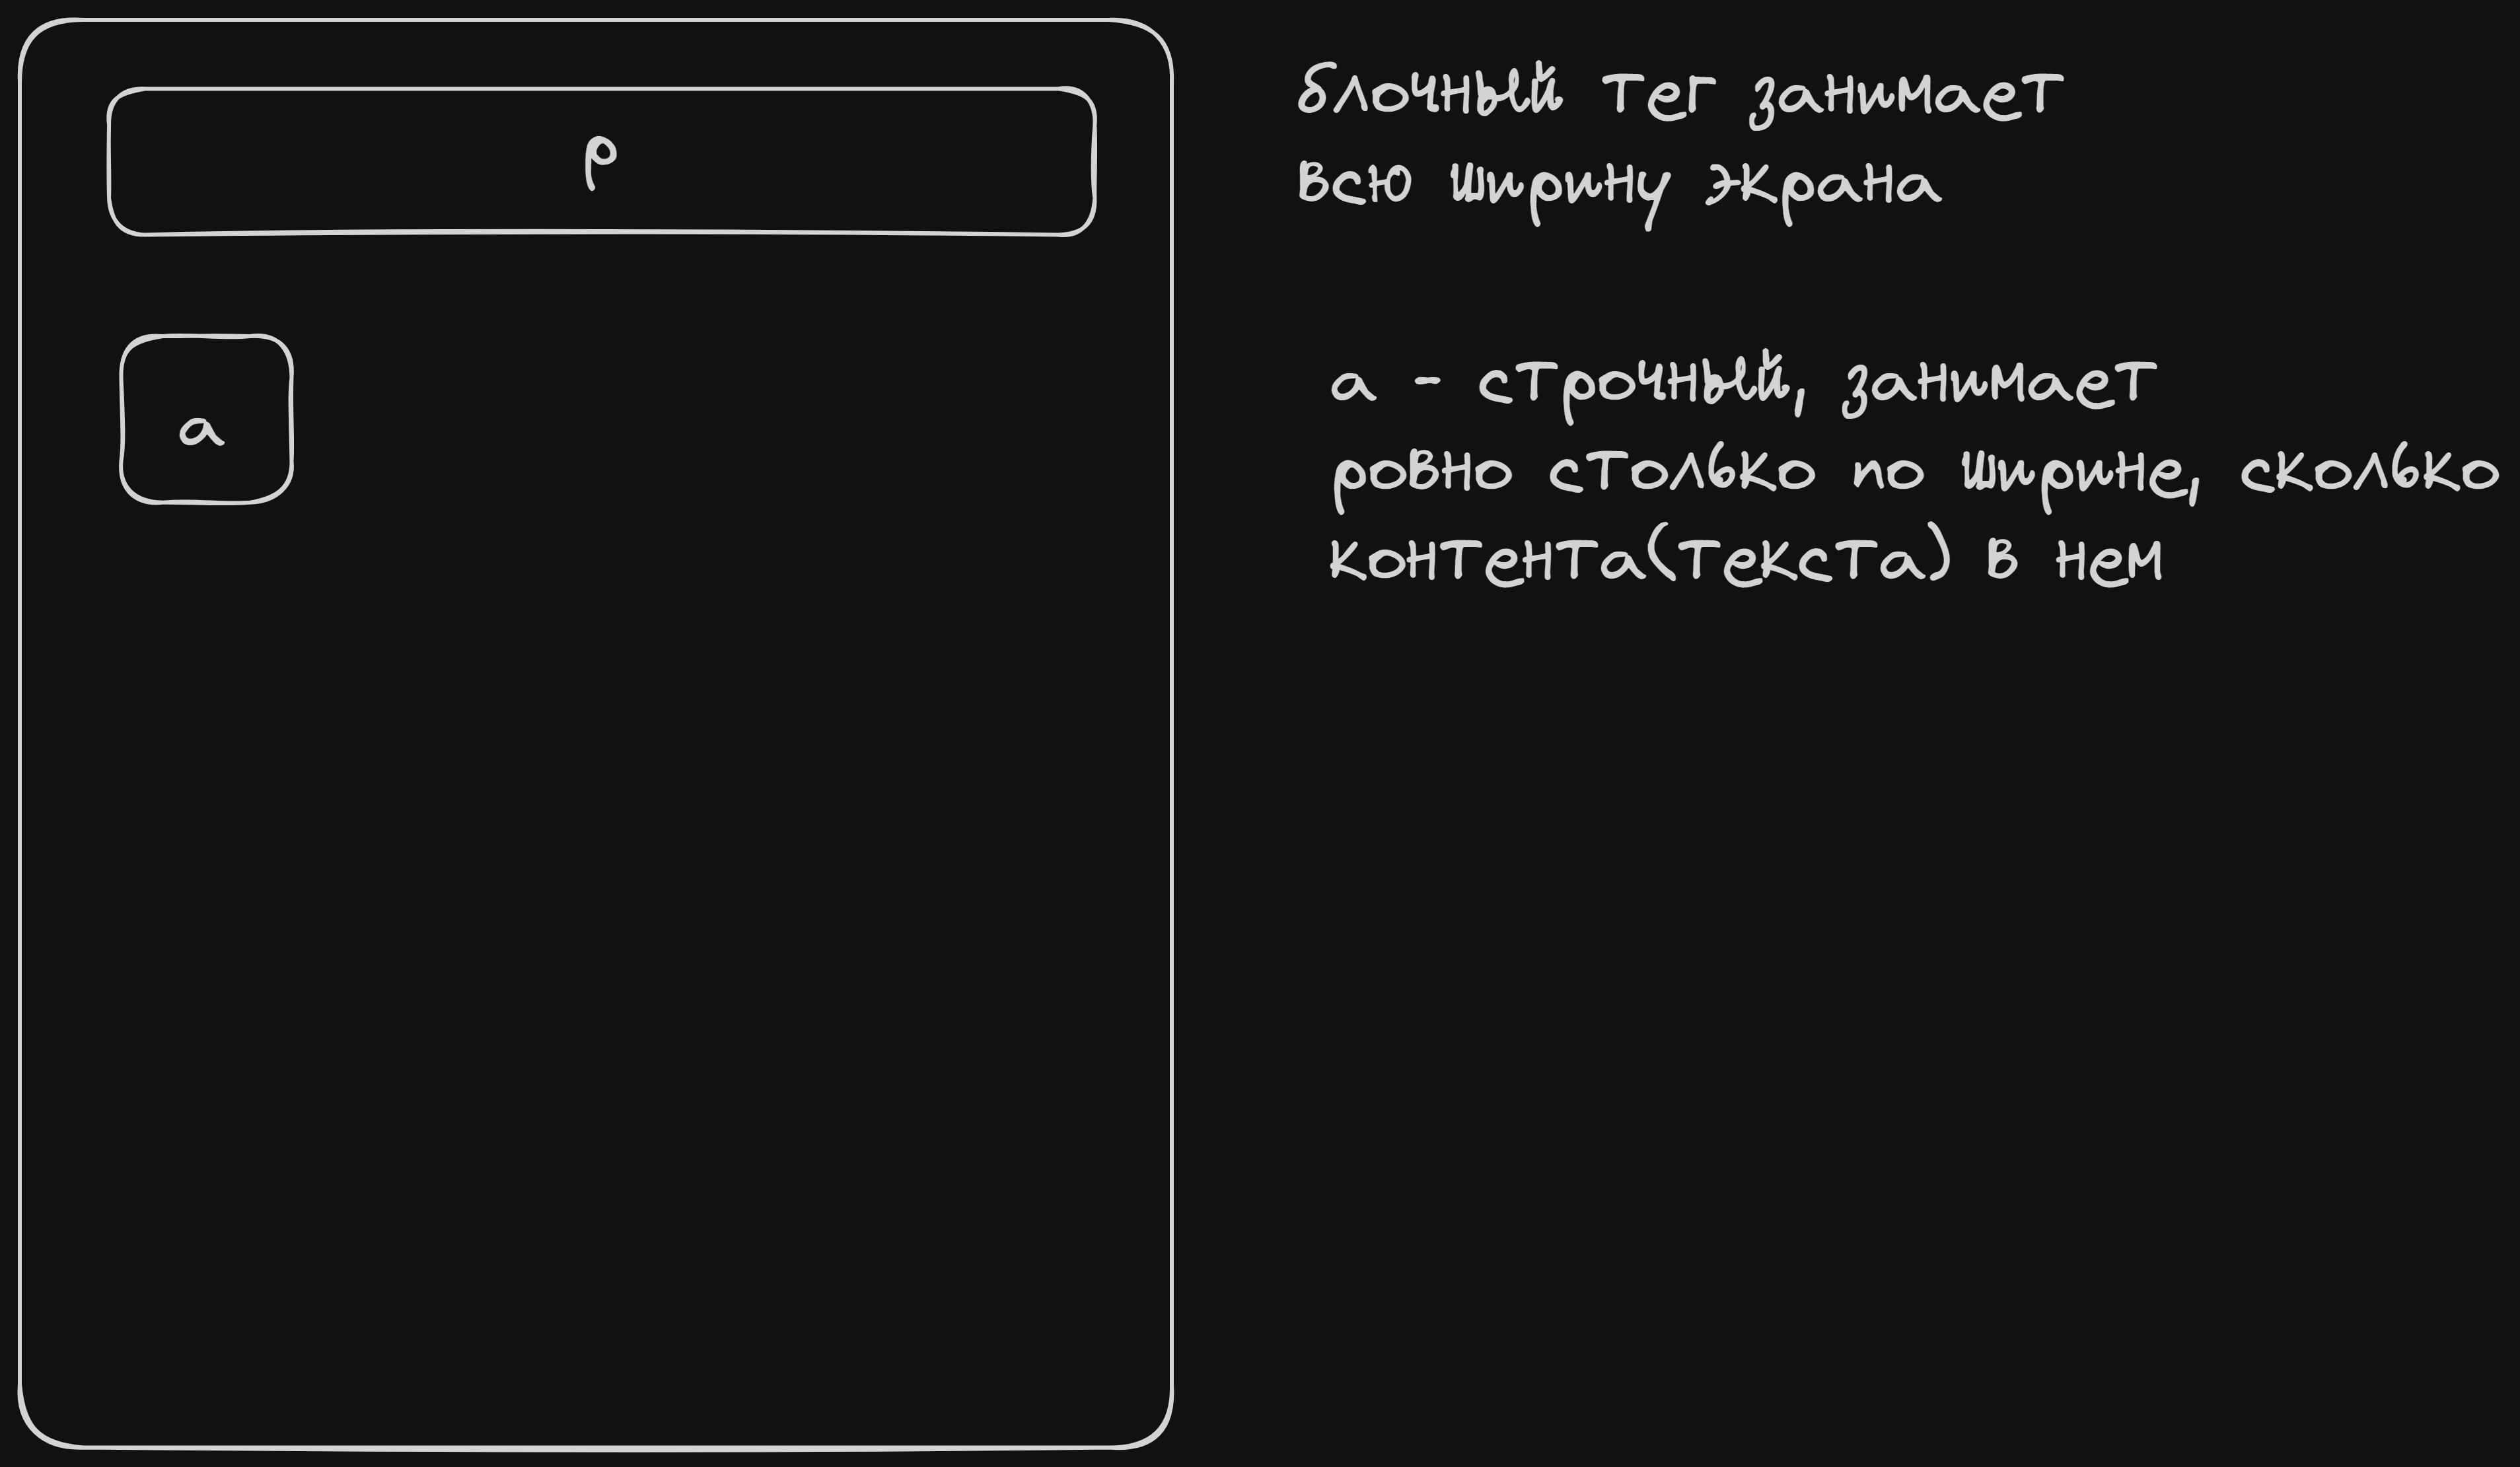 р
блочный тег занимает
всю ширину экрана
а
а - строчный, занимает
ровно столько по ширине, сколько
контента(текста) в нем